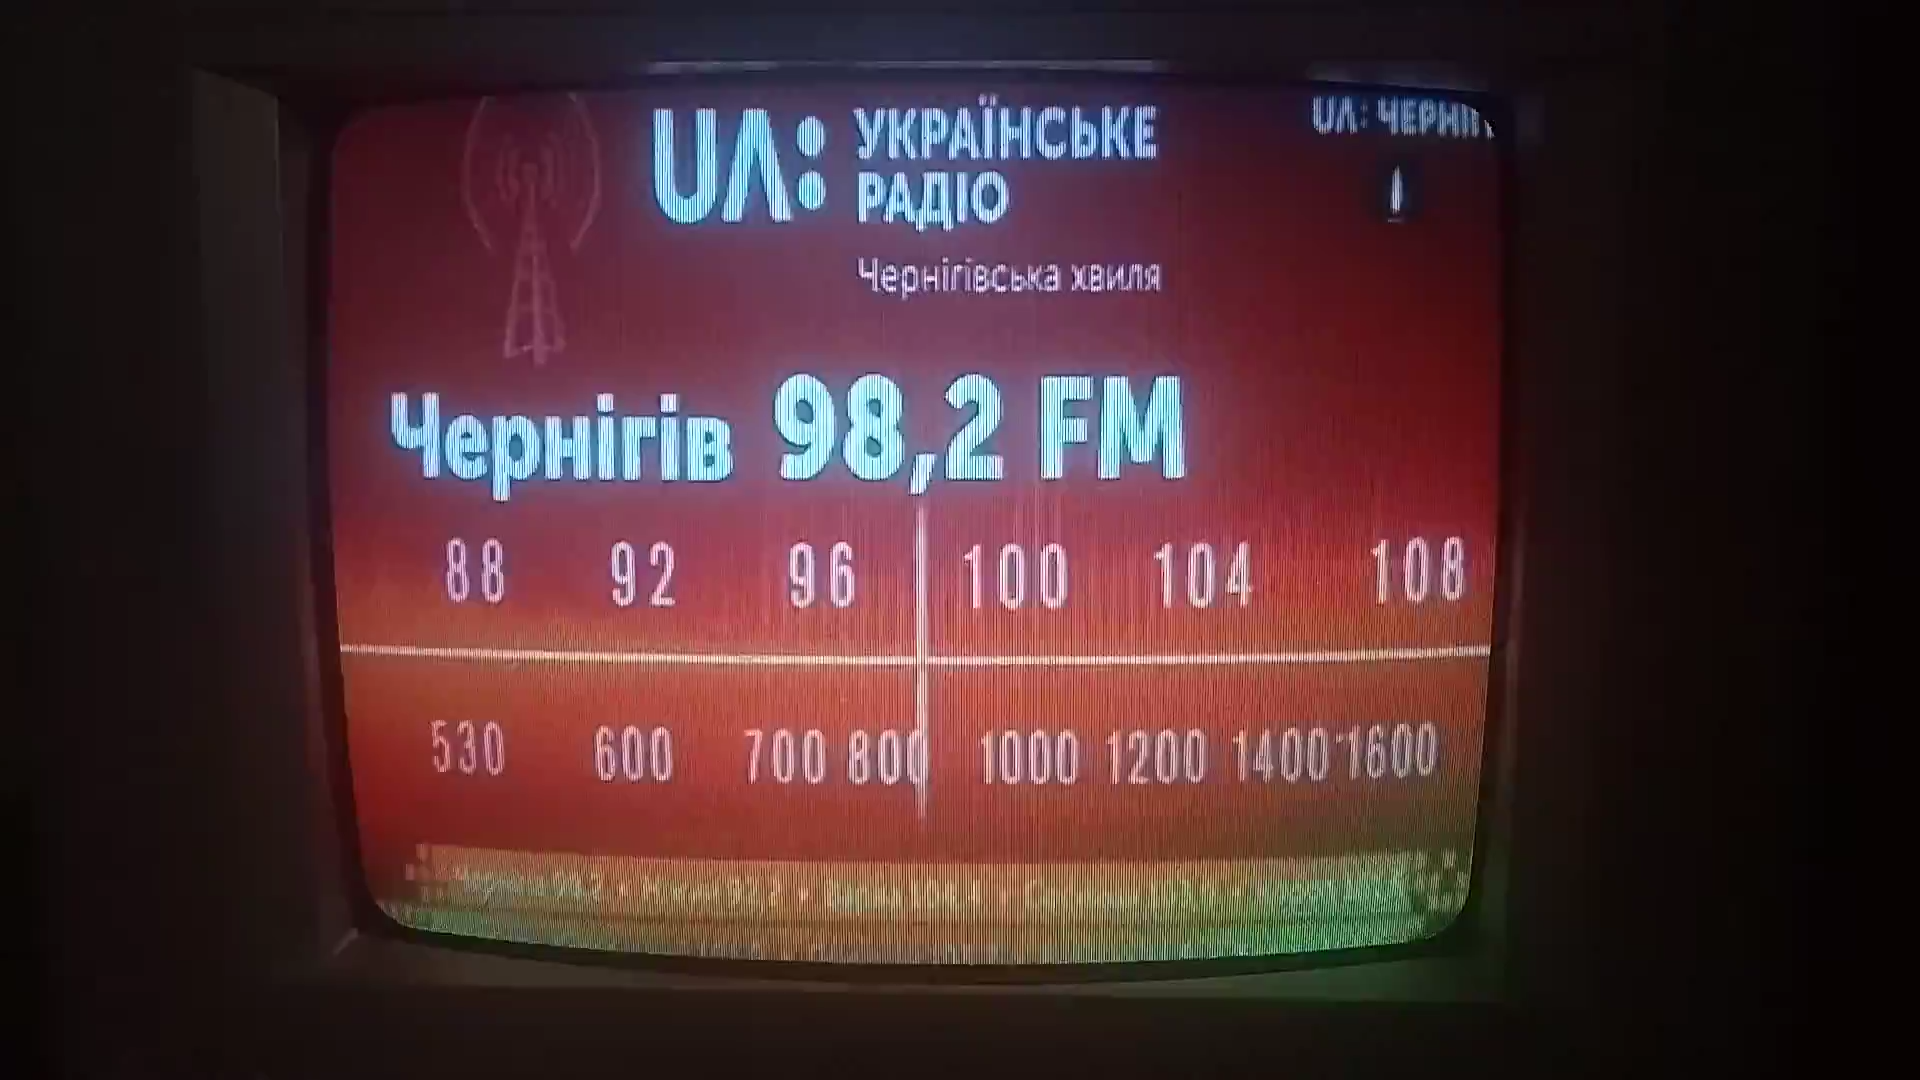 UA: УКРАЇНСЬКЕ
РАДІО
UA: ЧЕРНІГ
Чернігівська хвиля
Чернігів 98,2 FM
88 92 96 100 104 108
530 600 700 800 1000 1200 1400 1600